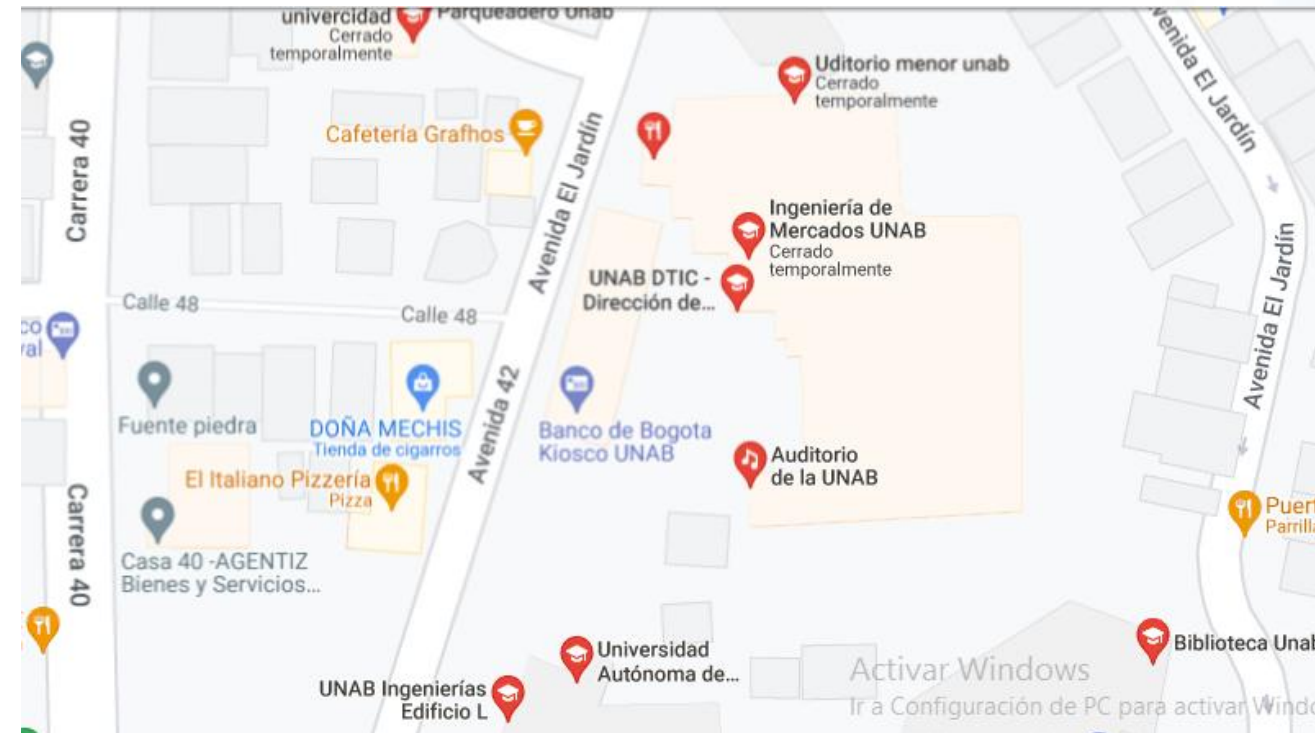 univercidad
Cerrado
temporalmente
Parqueadero Unab
Uditorio menor unab
Cerrado
temporalmente
Avenida El Jardín
Carrera 40
Cafetería Grafhos
Avenida El Jardín
Ingeniería de
Mercados UNAB
Cerrado
temporalmente
UNAB DTIC -
Dirección de...
Avenida El Jardín
Calle 48
Calle 48
Fuente piedra
DOÑA MECHIS
Tienda de cigarros
Avenida 42
Banco de Bogota
Kiosco UNAB
Auditorio
de la UNAB
El Italiano Pizzería
Pizza
Carrera 40
Casa 40 -AGENTIZ
Bienes y Servicios...
Universidad
Autónoma de...
Biblioteca Unab
UNAB Ingenierías
Edificio L
Activar Windows
Ir a Configuración de PC para activar